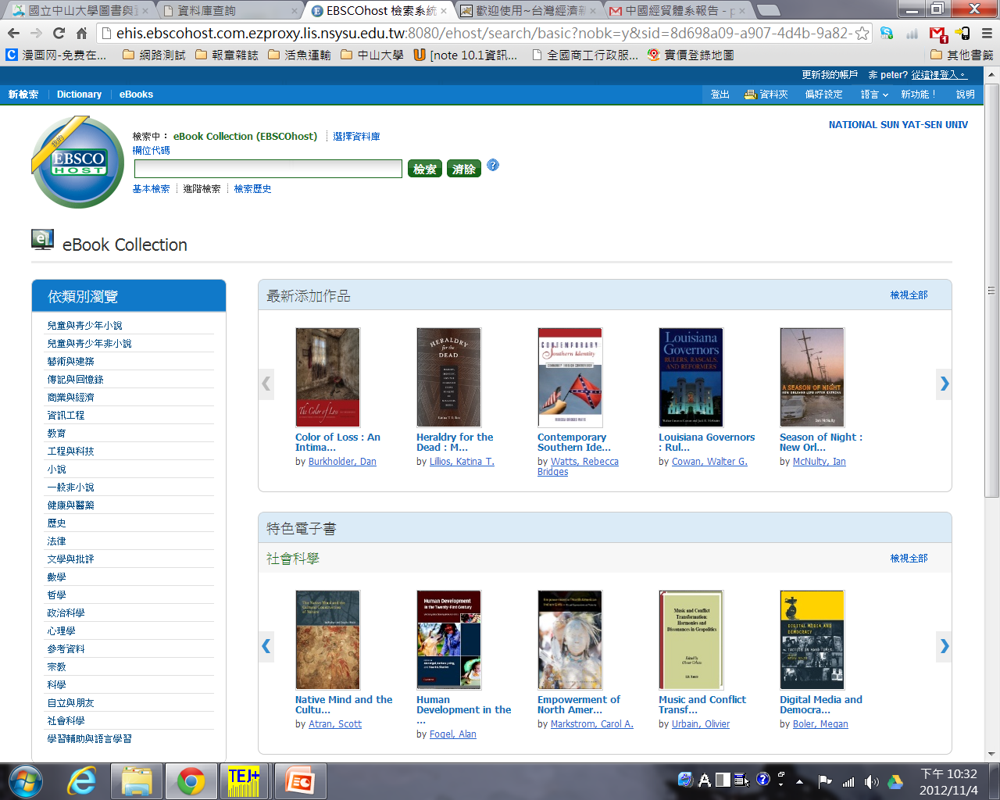 國立中山大學圖書與
資料庫查詢
EBSCOhost 檢索系統
歡迎使用~台灣經濟新
中國經貿體系報告 - p
ehis.ebscohost.com.ezproxy.lis.nsysu.edu.tw:8080/ehost/search/basic?nobk=y&sid=8d698a09-a907-4d4b-9a82-
漫画网-免费在...
網路測試
報章雜誌
活魚運輸
中山大學
[note 10.1資訊...
全國商工行政服...
實價登錄地圖
其他書籤
更新我的帳戶 非 peter? 從這裡登入。
新檢索 Dictionary eBooks
登出 資料夾 偏好設定 語言 新功能！ 說明
NATIONAL SUN YAT-SEN UNIV
我的
EBSCO
HOST
檢索中： eBook Collection (EBSCOhost) 選擇資料庫
欄位代碼
檢索 清除
基本檢索 進階檢索 檢索歷史
eBook Collection
依類別瀏覽
兒童與青少年小說
兒童與青少年非小說
藝術與建築
傳記與回憶錄
商業與經濟
資訊工程
教育
工程與科技
小說
一般非小說
健康與醫藥
歷史
法律
文學與批評
數學
哲學
政治科學
心理學
參考資料
宗教
科學
自立與朋友
社會科學
學習輔助與語言學習
最新添加作品 檢視全部
The Color of Loss
HERALDRY
for the
DEAD
Katina T. Lillios
CONTEMPORARY
Southern Identity
Louisiana
Governors
RULERS, RASCALS,
AND REFORMERS
A SEASON OF NIGHT
NEW ORLEANS LIFE AFTER KATRINA
Ian McNulty
Color of Loss : An
Intima...
by Burkholder, Dan
Heraldry for the
Dead : M...
by Lillios, Katina T.
Contemporary
Southern Ide...
by Watts, Rebecca
Bridges
Louisiana Governors
: Rul...
by Cowan, Walter G.
Season of Night :
New Orl...
by McNulty, Ian
特色電子書
社會科學 檢視全部
Human Development
in the Twenty-First Century
Music and Conflict
Transformation:
Harmonies and
Dissonances in Geopolitics
DIGITAL MEDIA AND
DEMOCRACY
Native Mind and the
Cultu...
by Atran, Scott
Human
Development in the
...
by Fogel, Alan
Empowerment of
North Amer...
by Markstrom, Carol A.
Music and Conflict
Transf...
by Urbain, Olivier
Digital Media and
Democra...
by Boler, Megan
TEJ+
下午 10:32
2012/11/4